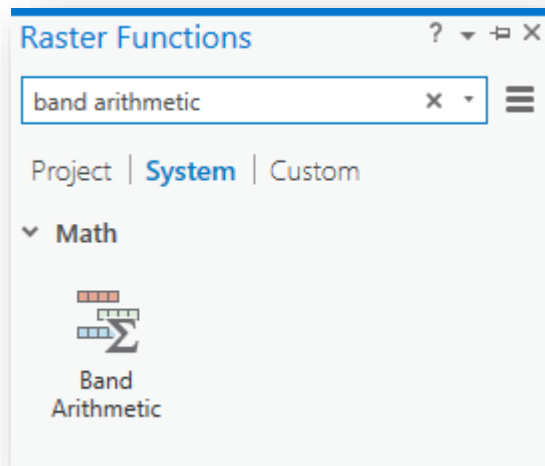 Raster Functions
?
band arithmetic
Project | System | Custom
Math
Band
Arithmetic